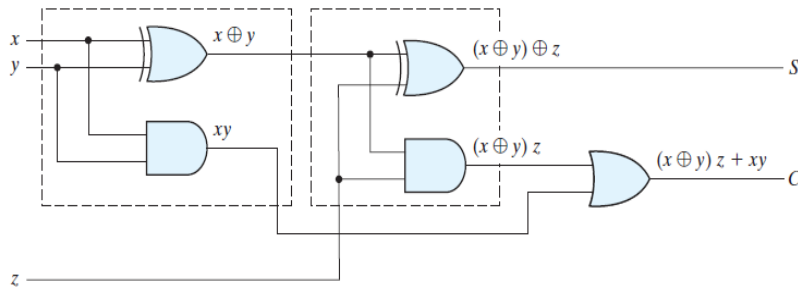 x
y
x ⊕ y
xy
(x ⊕ y) ⊕ z
S
(x ⊕ y) z
(x ⊕ y) z + xy
C
z